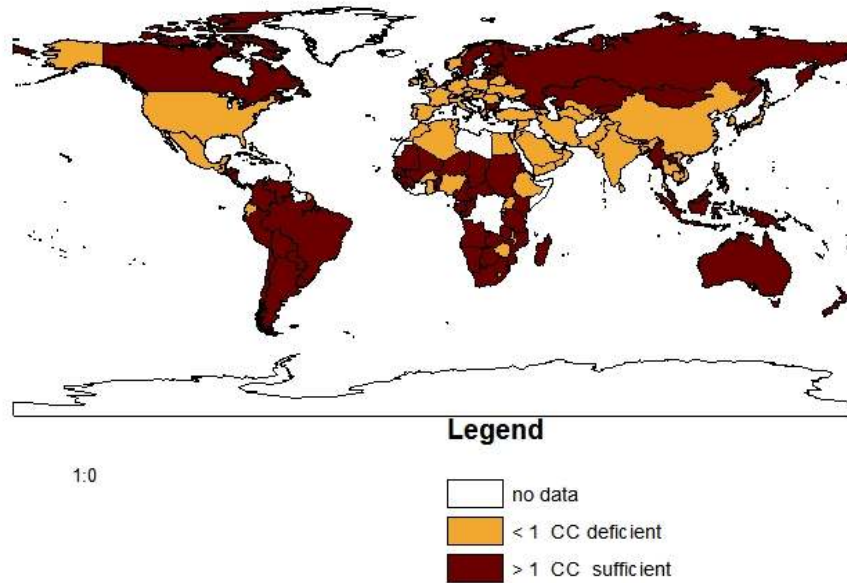 Legend
1:0
no data
< 1 CC deficient
> 1 CC sufficient